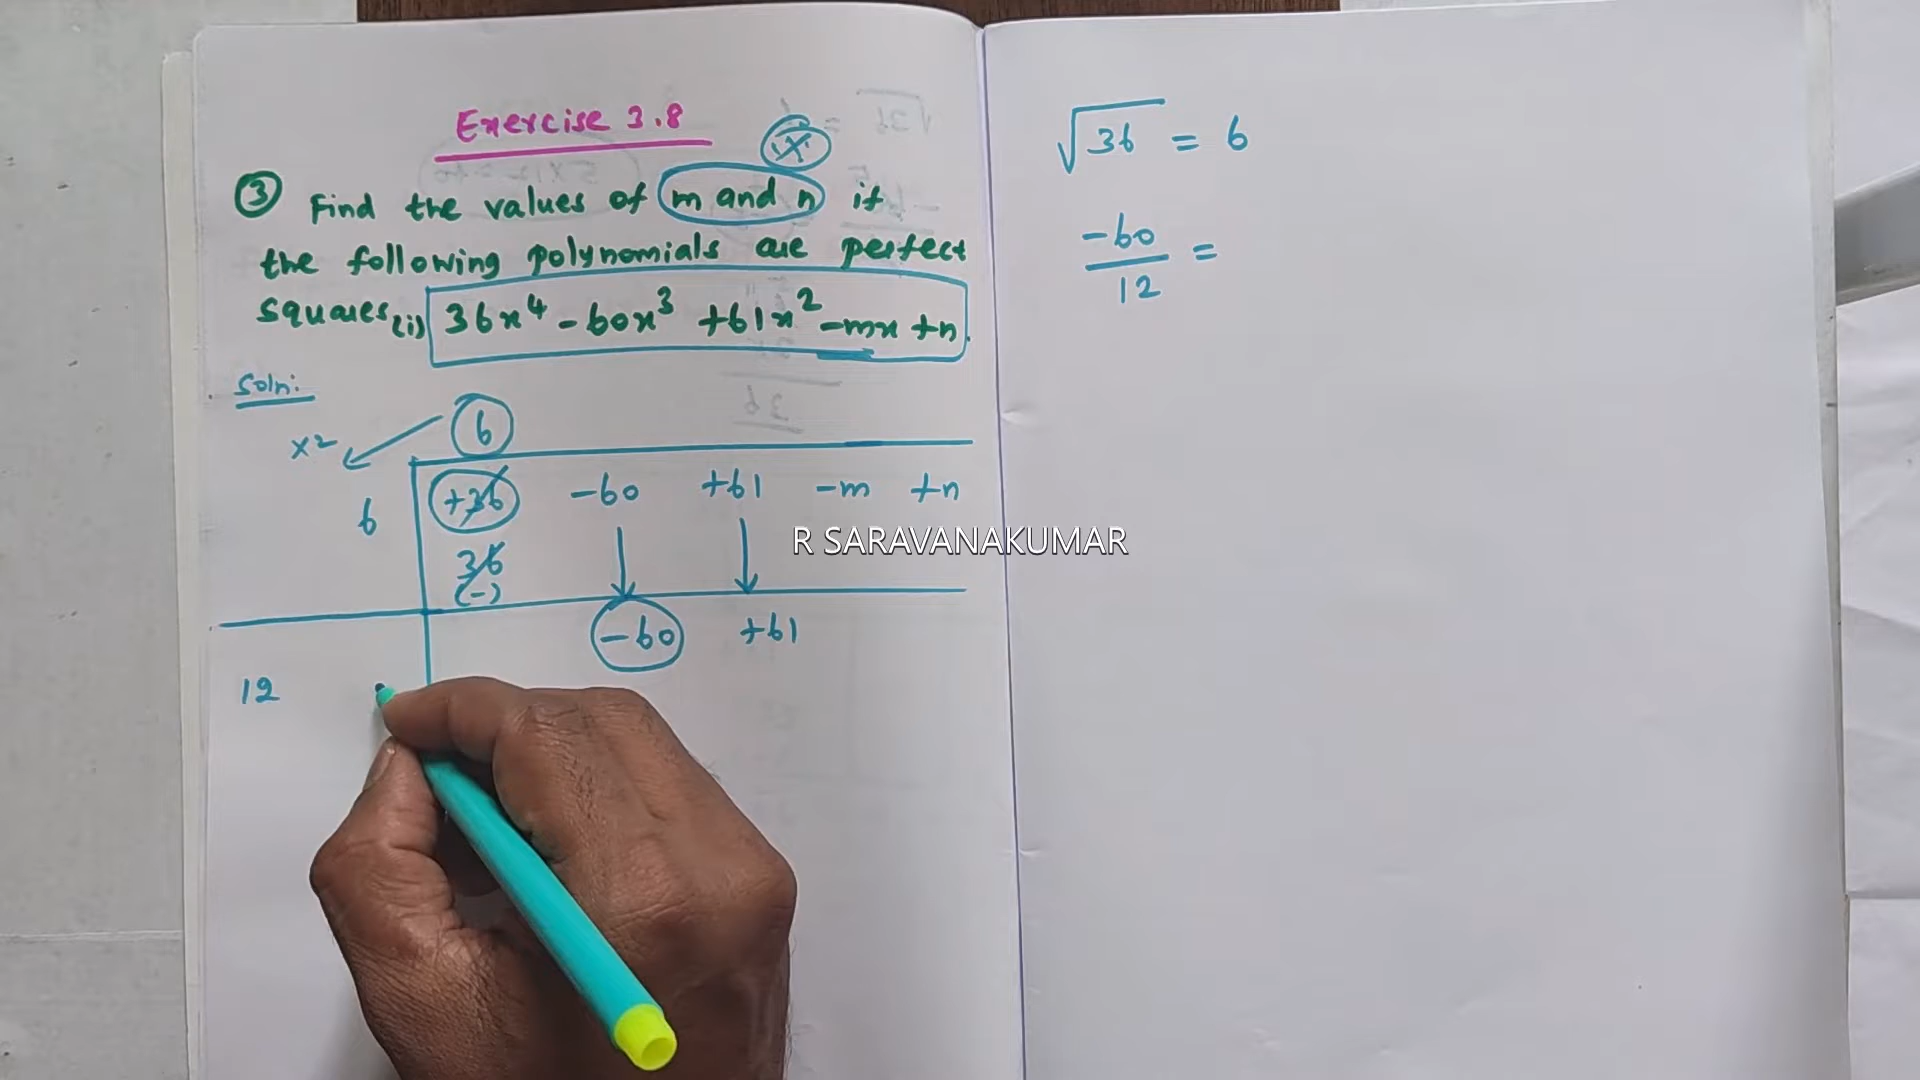 Exercise 3.8
③ Find the values of m and n if
the following polynomials are perfect
squares (i) 36x⁴ - 60x³ + 61x² - mx + n.
Soln:
×2 6
6 +36 -60 +61 -m +n
36
(-)
-60 +61
12
√36 = 6
-60
12 =
R SARAVANAKUMAR